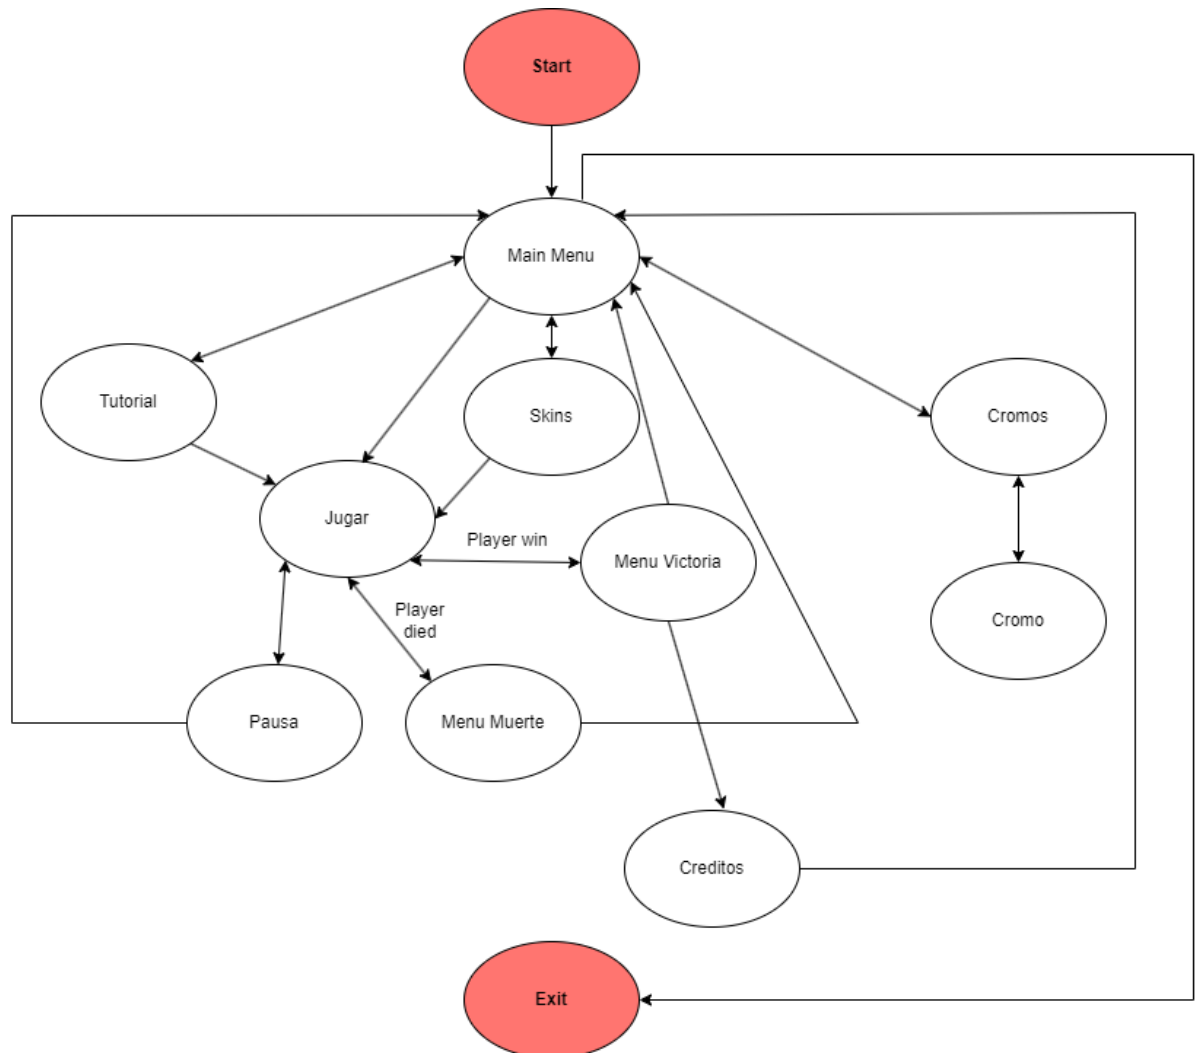 Start
Main Menu
Tutorial
Skins
Cromos
Jugar
Player win
Menu Victoria
Player
died
Cromo
Pausa
Menu Muerte
Creditos
Exit